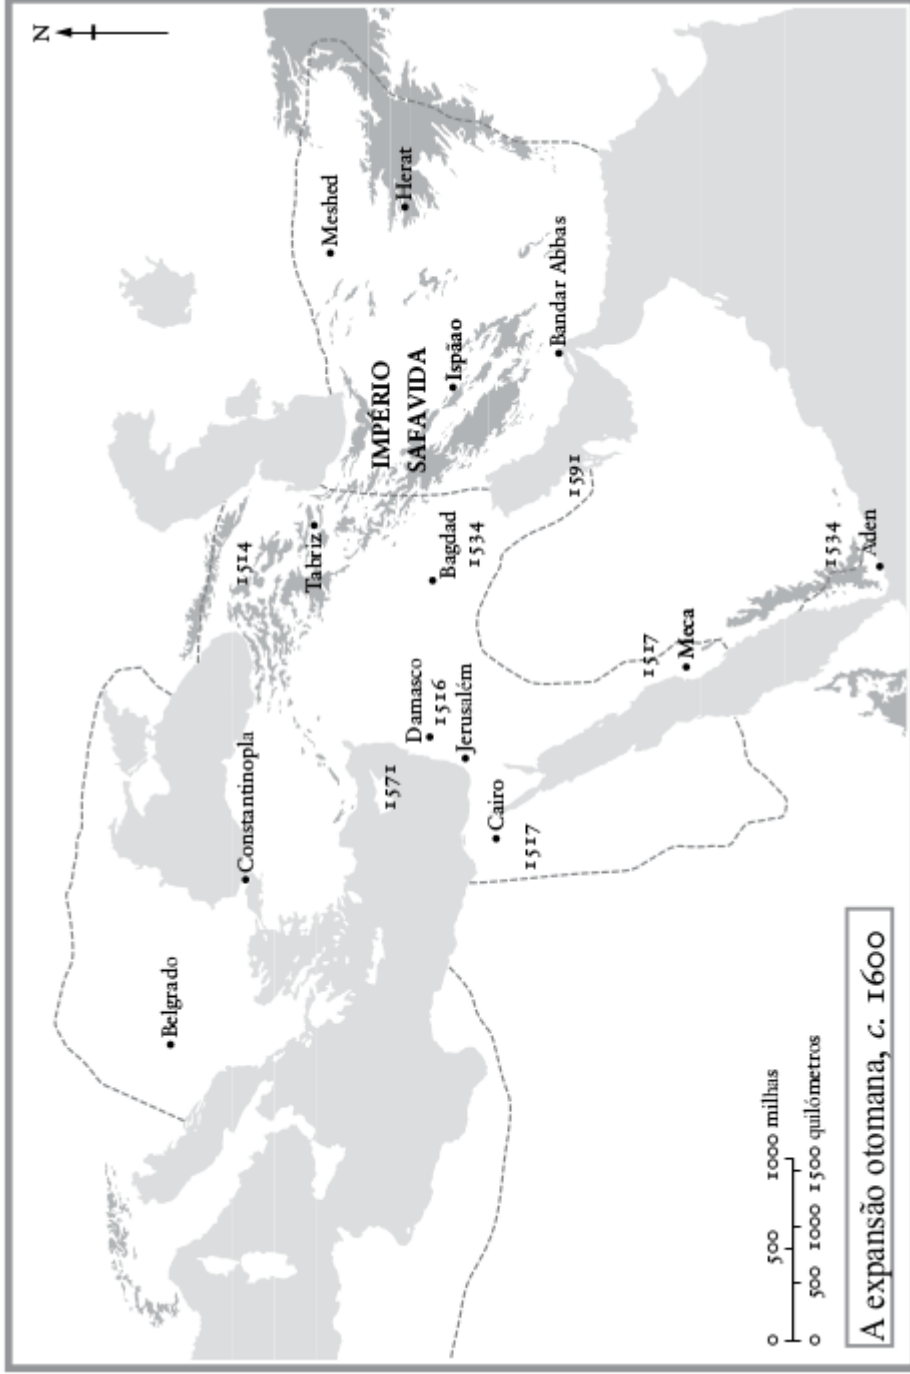 N
Belgrado
Constantinopla
1514
Tabriz
Meshed
Herat
IMPÉRIO
SAFAVIDA
Ispãao
1571
Damasco
1516
Jerusalém
Bagdad
1534
Cairo
1517
1591
Bandar Abbas
1517
Meca
1534
Aden
0 500 1000 milhas
0 500 1000 1500 quilómetros
A expansão otomana, c. 1600